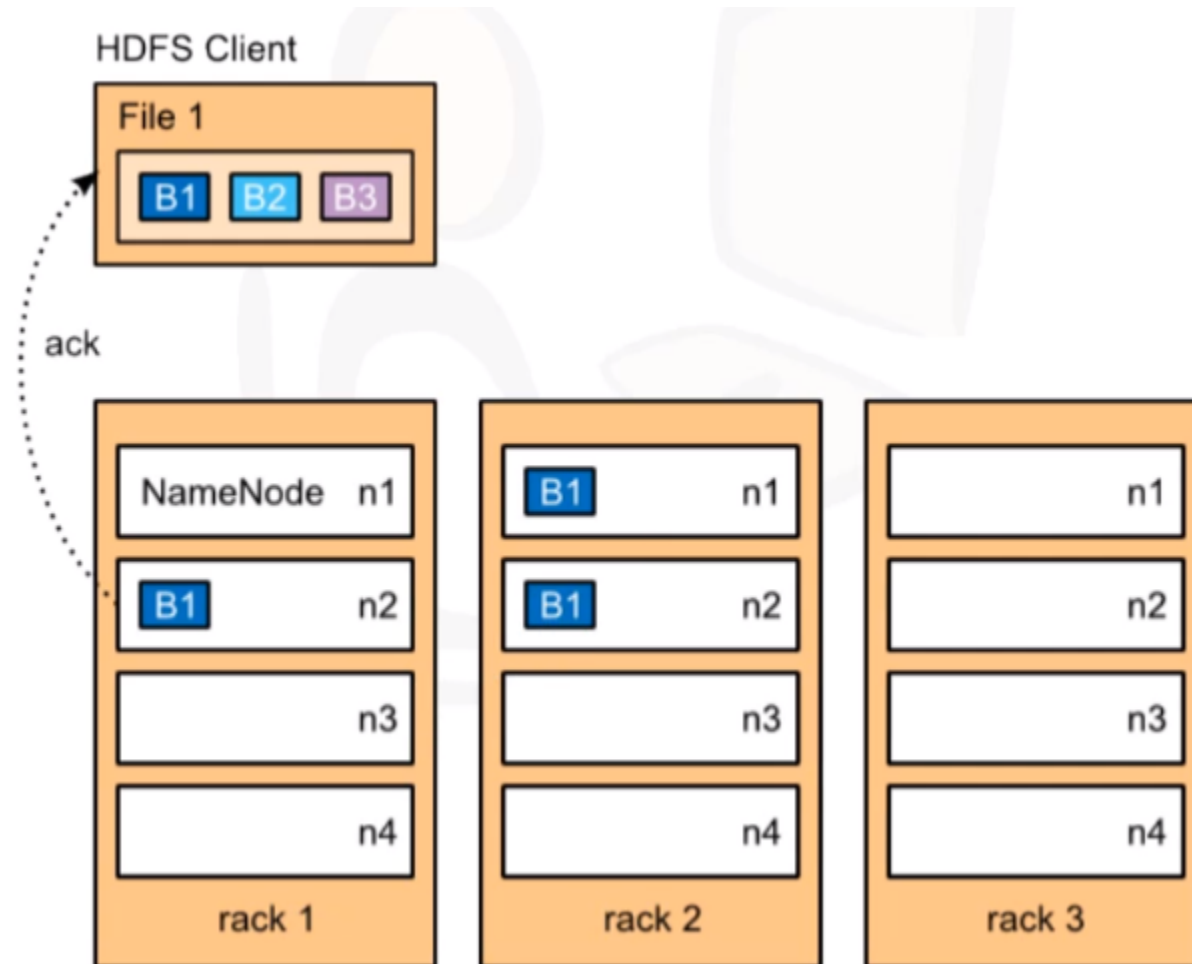 HDFS Client
File 1
B1 B2 B3
ack
NameNode n1
B1 n2
n3
n4
rack 1
B1 n1
B1 n2
n3
n4
rack 2
n1
n2
n3
n4
rack 3